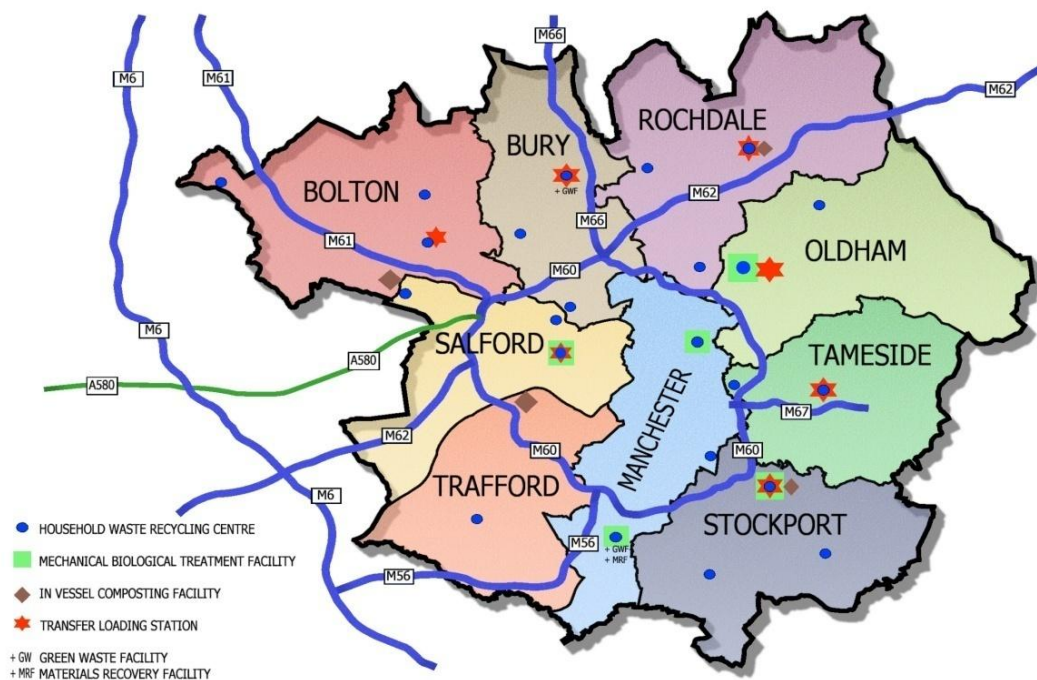 M66
M6
M61
M62
ROCHDALE
BURY
+ GWF
BOLTON
M62
M66
M61
OLDHAM
M60
M6
SALFORD
TAMESIDE
A580
A580
M67
MANCHESTER
M62
M60
M60
TRAFFORD
M6
STOCKPORT
M56
+ GWF
+ MRF
M56
HOUSEHOLD WASTE RECYCLING CENTRE
MECHANICAL BIOLOGICAL TREATMENT FACILITY
IN VESSEL COMPOSTING FACILITY
TRANSFER LOADING STATION
+ GW GREEN WASTE FACILITY
+ MRF MATERIALS RECOVERY FACILITY